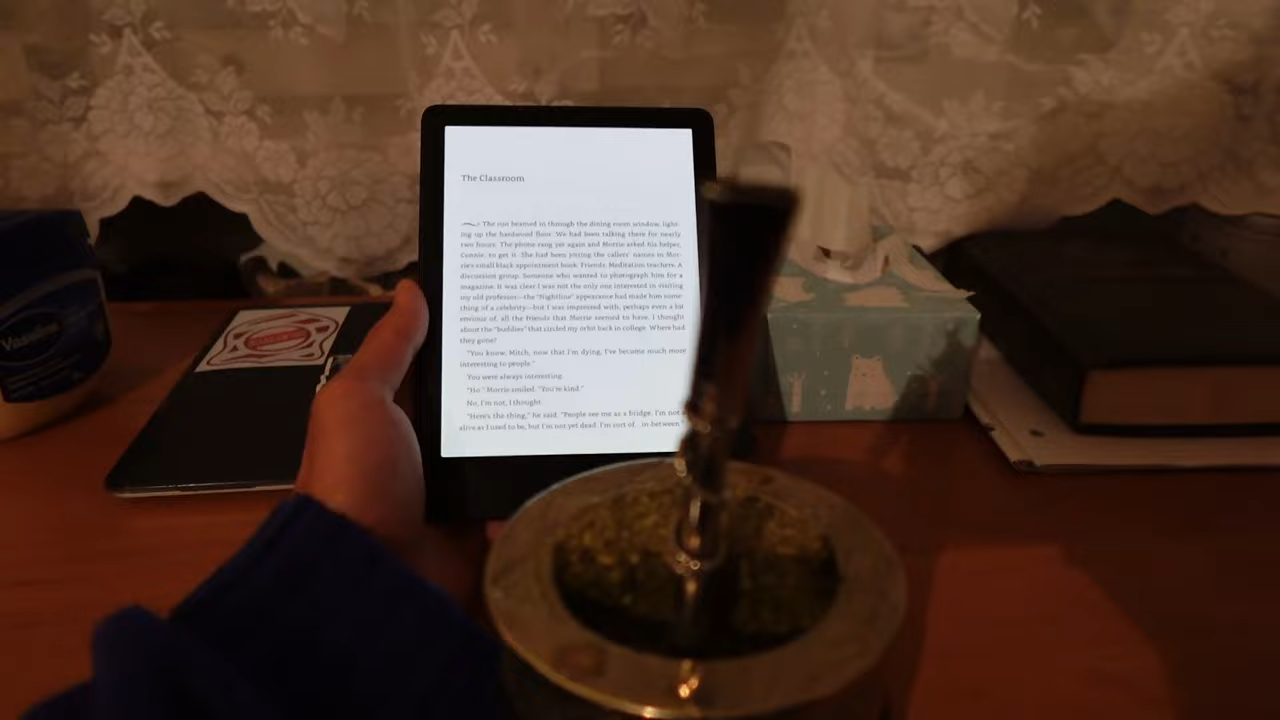 Vaseline
The Classroom
The sun beamed in through the dining room window, light-
ing up the hardwood floor. We had been talking there for nearly
two hours. The phone rang yet again and Morrie asked his helper,
Connie, to get it. She had been jotting the callers' names in Mor-
rie's small black appointment book. Friends. Meditation teachers. A
discussion group. Someone who wanted to photograph him for a
magazine. It was clear I was not the only one interested in visiting
my old professor—the "Nightline" appearance had made him some-
thing of a celebrity—but I was impressed with, perhaps even a bit
envious of, all the friends that Morrie seemed to have. I thought
about the "buddies" that circled my orbit back in college. Where had
they gone?
"You know, Mitch, now that I'm dying, I've become much more
interesting to people."
You were always interesting.
"Ho." Morrie smiled. "You're kind."
No, I'm not, I thought.
"Here's the thing," he said. "People see me as a bridge. I'm not a
alive as I used to be, but I'm not yet dead. I'm sort of...in-between."